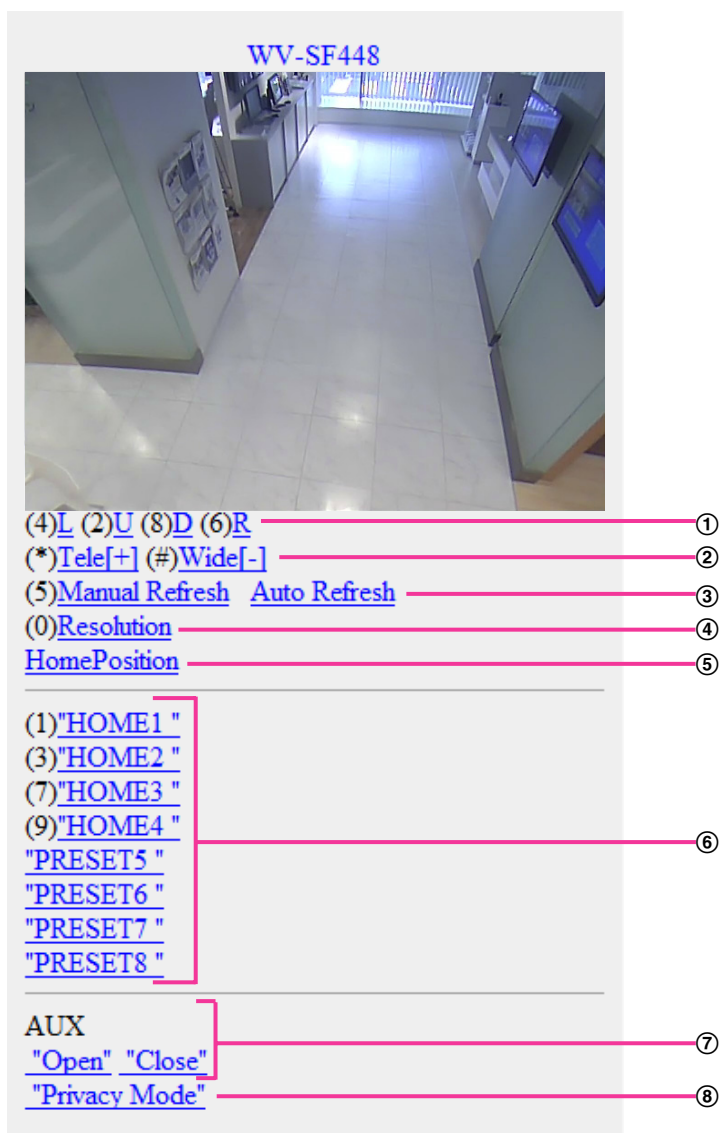 WV-SF448
(4)L (2)U (8)D (6)R ①
(*)Tele[+] (#)Wide[-] ②
(5)Manual Refresh Auto Refresh ③
(0)Resolution ④
HomePosition ⑤
(1)"HOME1 "
(3)"HOME2 "
(7)"HOME3 "
(9)"HOME4 "
⑥
"PRESET5 "
"PRESET6 "
"PRESET7 "
"PRESET8 "
AUX
⑦
"Open" "Close"
"Privacy Mode" ⑧